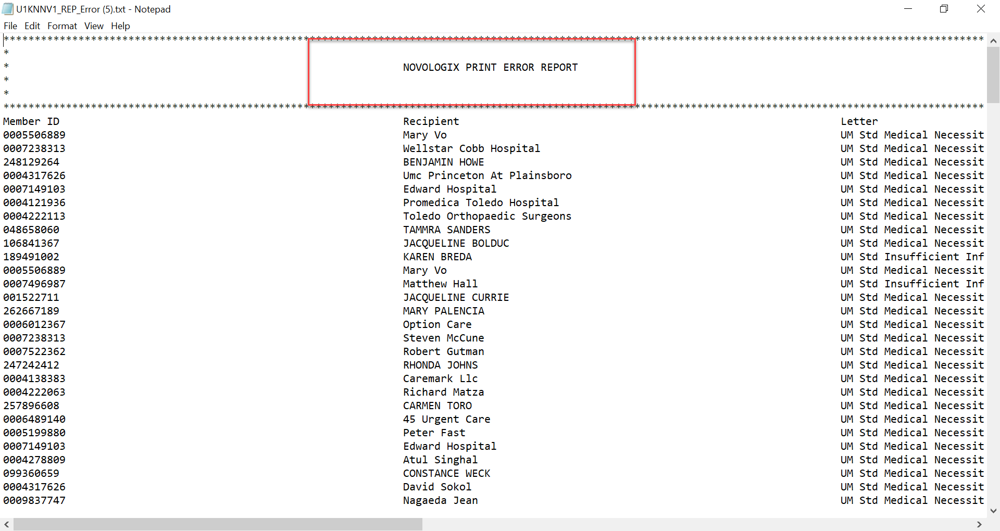 U1KNNV1_REP_Error (5).txt - Notepad
File Edit Format View Help
*************************************************************************************************************************************************************
*
* NOVOLOGIX PRINT ERROR REPORT
*
*
*************************************************************************************************************************************************************
Member ID Recipient Letter
0005506889 Mary Vo UM Std Medical Necessit
0007238313 Wellstar Cobb Hospital UM Std Medical Necessit
248129264 BENJAMIN HOWE UM Std Medical Necessit
0004317626 Umc Princeton At Plainsboro UM Std Medical Necessit
0007149103 Edward Hospital UM Std Medical Necessit
0004121936 Promedica Toledo Hospital UM Std Medical Necessit
0004222113 Toledo Orthopaedic Surgeons UM Std Medical Necessit
048658060 TAMMRA SANDERS UM Std Medical Necessit
106841367 JACQUELINE BOLDUC UM Std Medical Necessit
189491002 KAREN BREDA UM Std Insufficient Inf
0005506889 Mary Vo UM Std Medical Necessit
0007496987 Matthew Hall UM Std Insufficient Inf
001522711 JACQUELINE CURRIE UM Std Medical Necessit
262667189 MARY PALENCIA UM Std Medical Necessit
0006012367 Option Care UM Std Medical Necessit
0007238313 Steven McCune UM Std Medical Necessit
0007522362 Robert Gutman UM Std Medical Necessit
247242412 RHONDA JOHNS UM Std Medical Necessit
0004138383 Caremark Llc UM Std Medical Necessit
0004222063 Richard Matza UM Std Medical Necessit
257896608 CARMEN TORO UM Std Medical Necessit
0006489140 45 Urgent Care UM Std Medical Necessit
0005199880 Peter Fast UM Std Medical Necessit
0007149103 Edward Hospital UM Std Medical Necessit
0004278809 Atul Singhal UM Std Medical Necessit
099360659 CONSTANCE WECK UM Std Medical Necessit
0004317626 David Sokol UM Std Medical Necessit
0009837747 Nagaeda Jean UM Std Medical Necessit